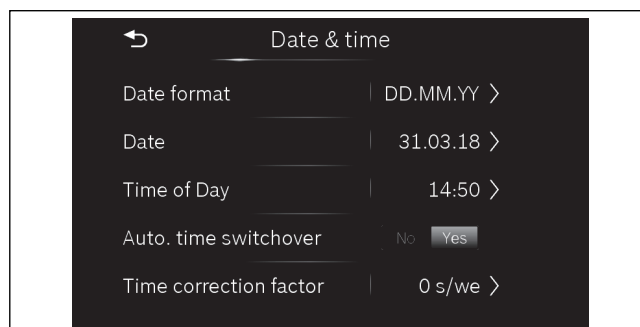 Date & time
Date format DD.MM.YY
Date 31.03.18
Time of Day 14:50
Auto. time switchover No Yes
Time correction factor 0 s/we